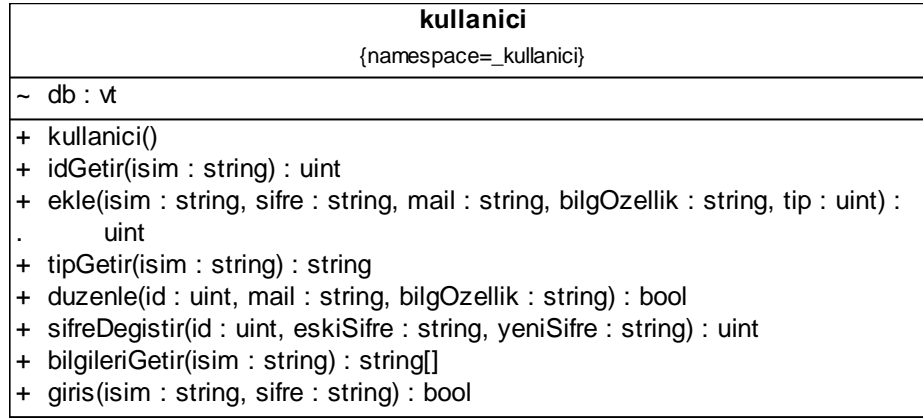 kullanici
{namespace=_kullanici}
~ db : vt
+ kullanici()
+ idGetir(isim : string) : uint
+ ekle(isim : string, sifre : string, mail : string, bilgOzellik : string, tip : uint) :
. uint
+ tipGetir(isim : string) : string
+ duzenle(id : uint, mail : string, bilgOzellik : string) : bool
+ sifreDegistir(id : uint, eskiSifre : string, yeniSifre : string) : uint
+ bilgileriGetir(isim : string) : string[]
+ giris(isim : string, sifre : string) : bool